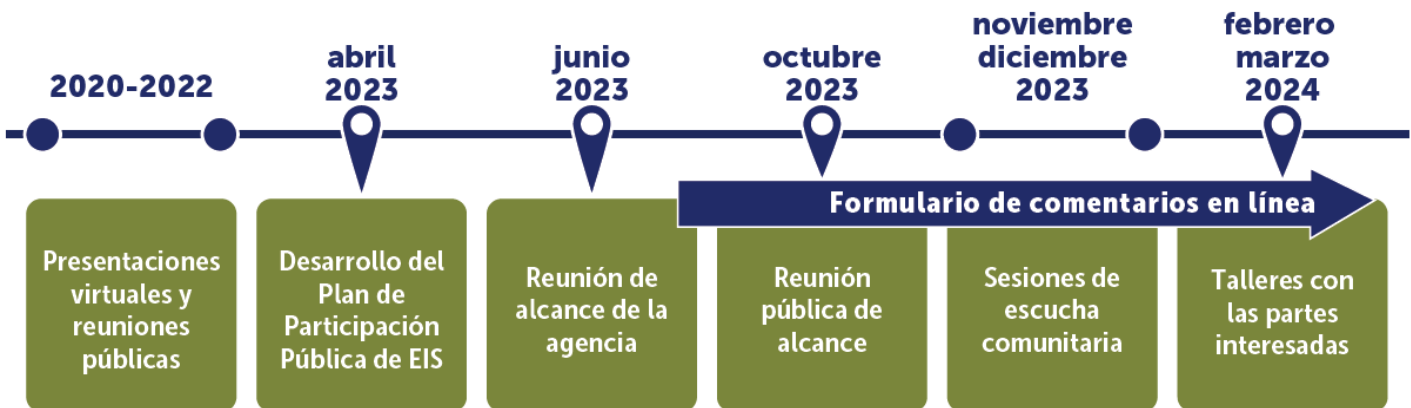 2020-2022
abril
2023
junio
2023
octubre
2023
noviembre
diciembre
2023
febrero
marzo
2024
Formulario de comentarios en línea
Presentaciones
virtuales y
reuniones
públicas
Desarrollo del
Plan de
Participación
Pública de EIS
Reunión de
alcance de la
agencia
Reunión
pública de
alcance
Sesiones de
escucha
comunitaria
Talleres con
las partes
interesadas